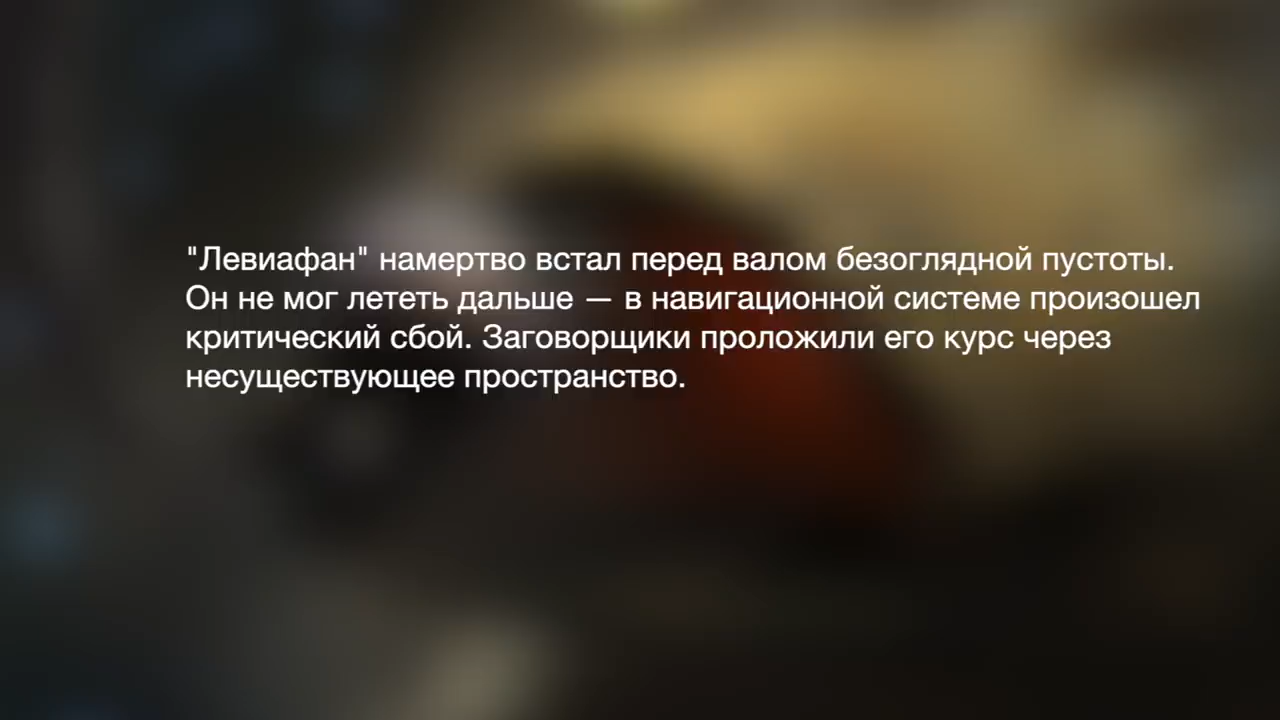 "Левиафан" намертво встал перед валом безоглядной пустоты.
Он не мог лететь дальше — в навигационной системе произошел
критический сбой. Заговорщики проложили его курс через
несуществующее пространство.